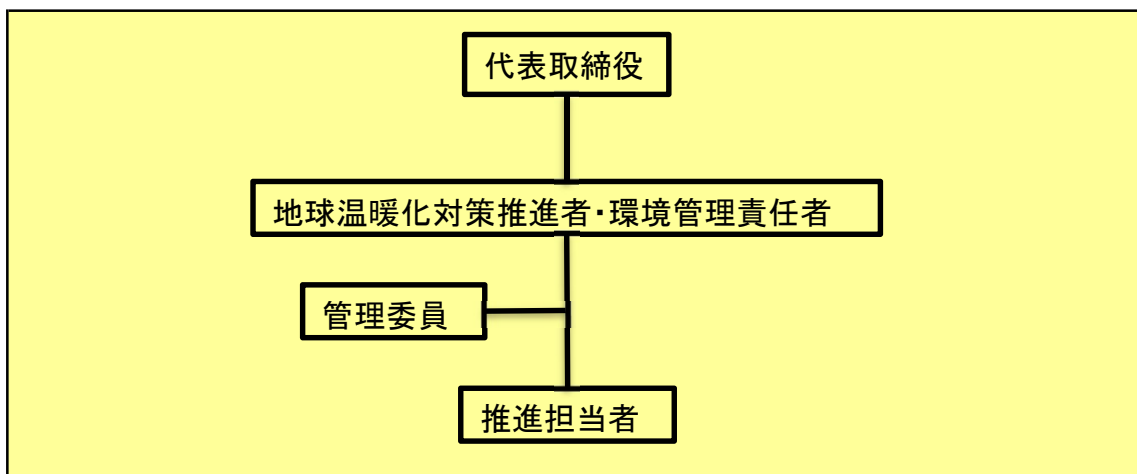 代表取締役
地球温暖化対策推進者・環境管理責任者
管理委員
推進担当者